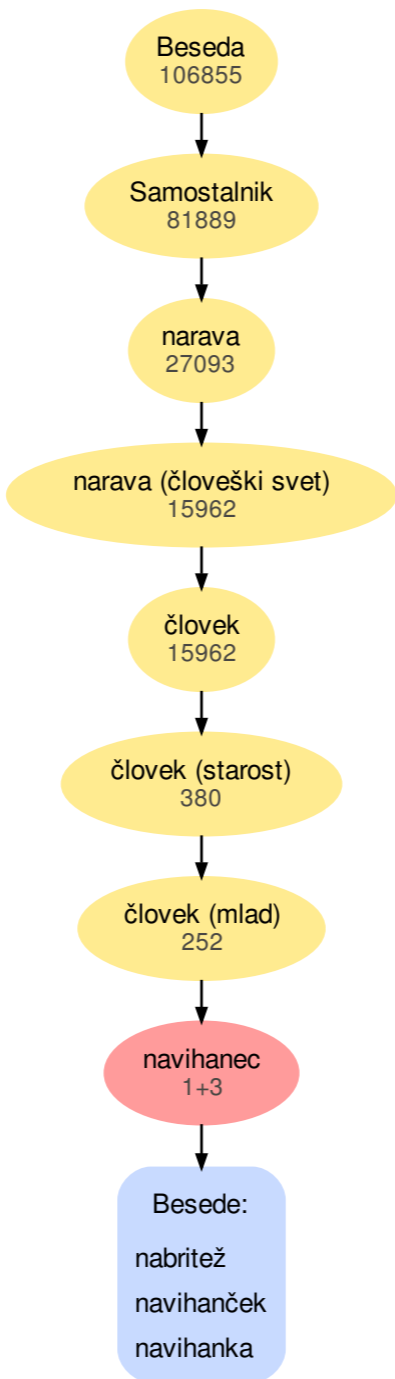 Beseda
106855
Samostalnik
81889
narava
27093
narava (človeški svet)
15962
človek
15962
človek (starost)
380
človek (mlad)
252
navihanec
1+3
Besede:
nabritež
navihanček
navihanka